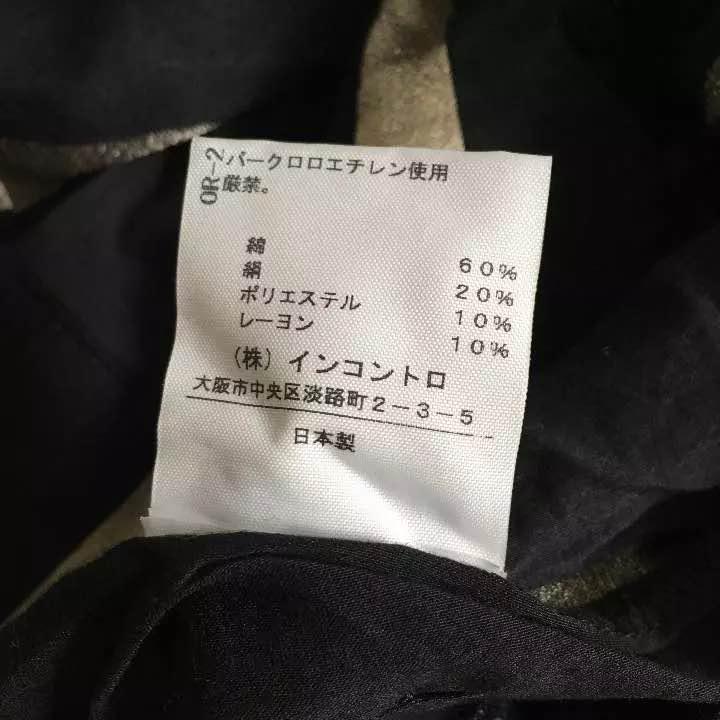 OR-2
パークロロエチレン使用
厳禁。
綿 60%
絹 20%
ポリエステル 10%
レーヨン 10%
(株) インコントロ
大阪市中央区淡路町2-3-5
日本製